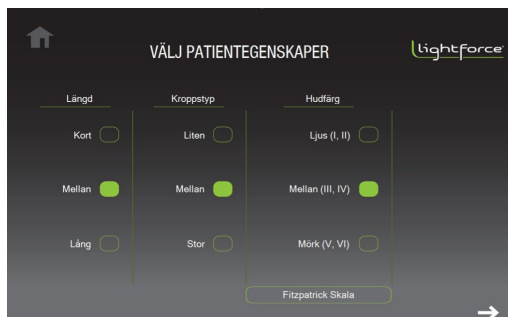 VÄLJ PATIENTEGENSKAPER
lightforce
Längd
Kroppstyp
Hudfärg
Kort
Liten
Ljus (I, II)
Mellan
Mellan
Mellan (III, IV)
Lång
Stor
Mörk (V, VI)
Fitzpatrick Skala